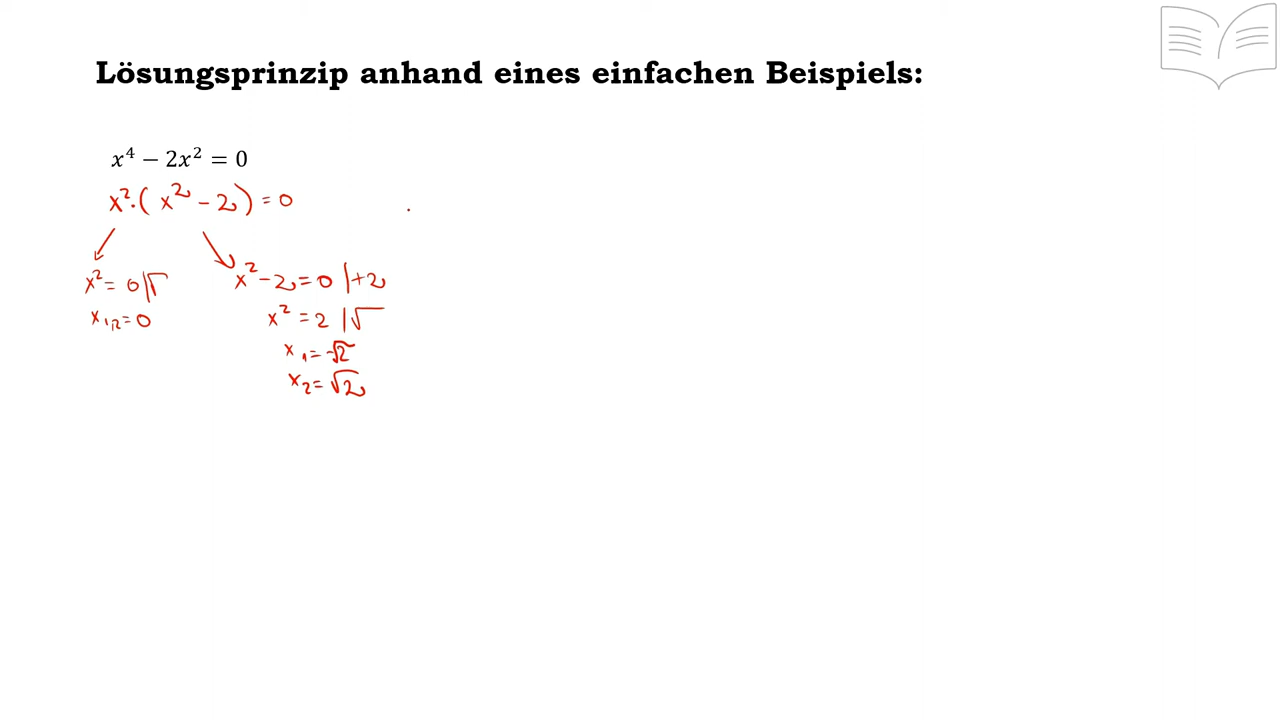 Lösungsprinzip anhand eines einfachen Beispiels:
x⁴ − 2x² = 0
x²·(x² − 2) = 0
x² = 0 |√
x₁,₂ = 0
x² − 2 = 0 | +2
x² = 2 |√
x₁ = −√2
x₂ = √2